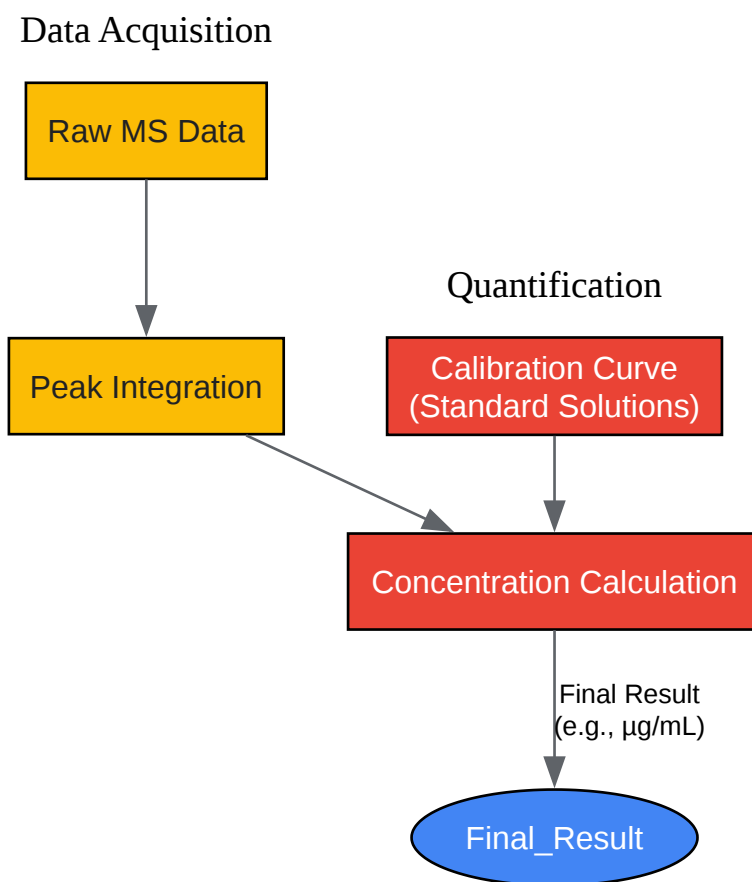 Data Acquisition
Raw MS Data
Quantification
Peak Integration
Calibration Curve
(Standard Solutions)
Concentration Calculation
Final Result
(e.g., µg/mL)
Final_Result